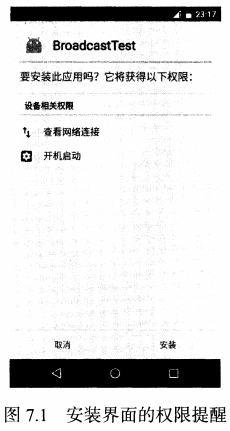 23:17
BroadcastTest
要安装此应用吗？它将获得以下权限：
设备相关权限
查看网络连接
开机启动
取消 安装
图 7.1 安装界面的权限提醒